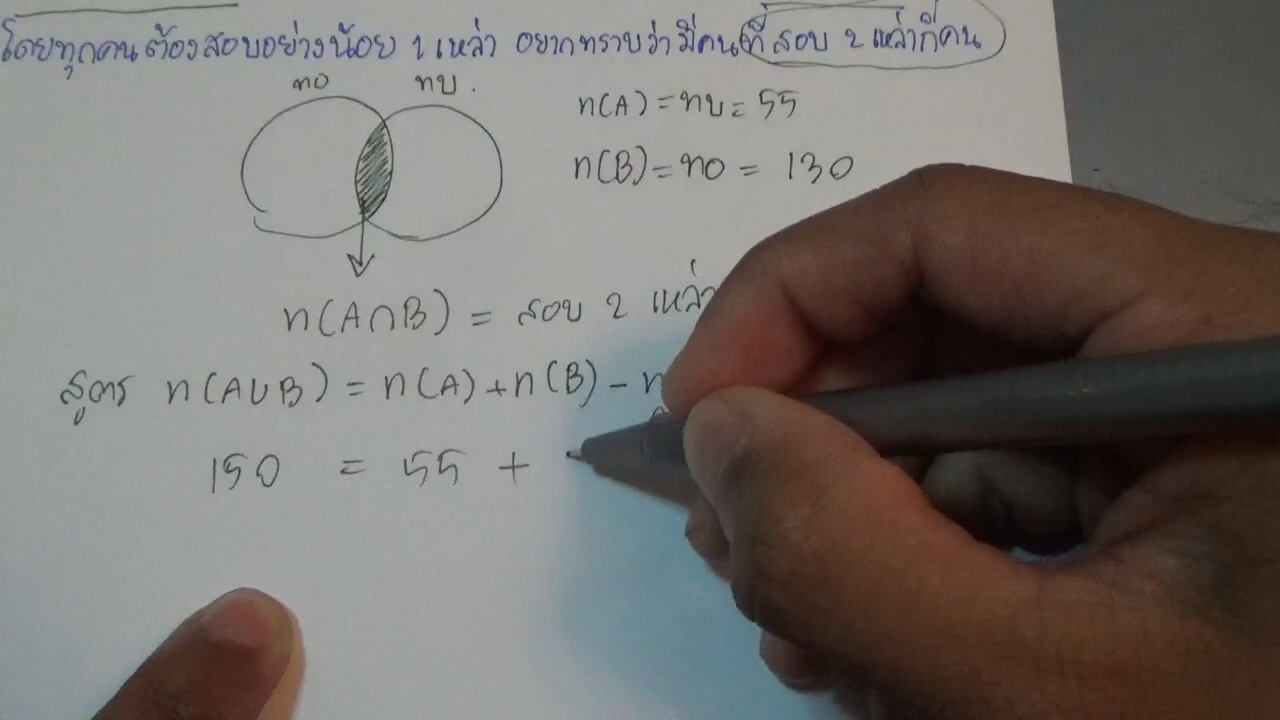 โดยทุกคนต้องสอบอย่างน้อย 1 เหล่า อยากทราบว่ามีคนที่สอบ 2 เหล่ากี่คน
ทอ ทบ.
n(A) = ทบ = 55
n(B) = ทอ = 130
n(A∩B) = สอบ 2 เหล่า
สูตร n(A∪B) = n(A) + n(B) - n
150 = 55 +